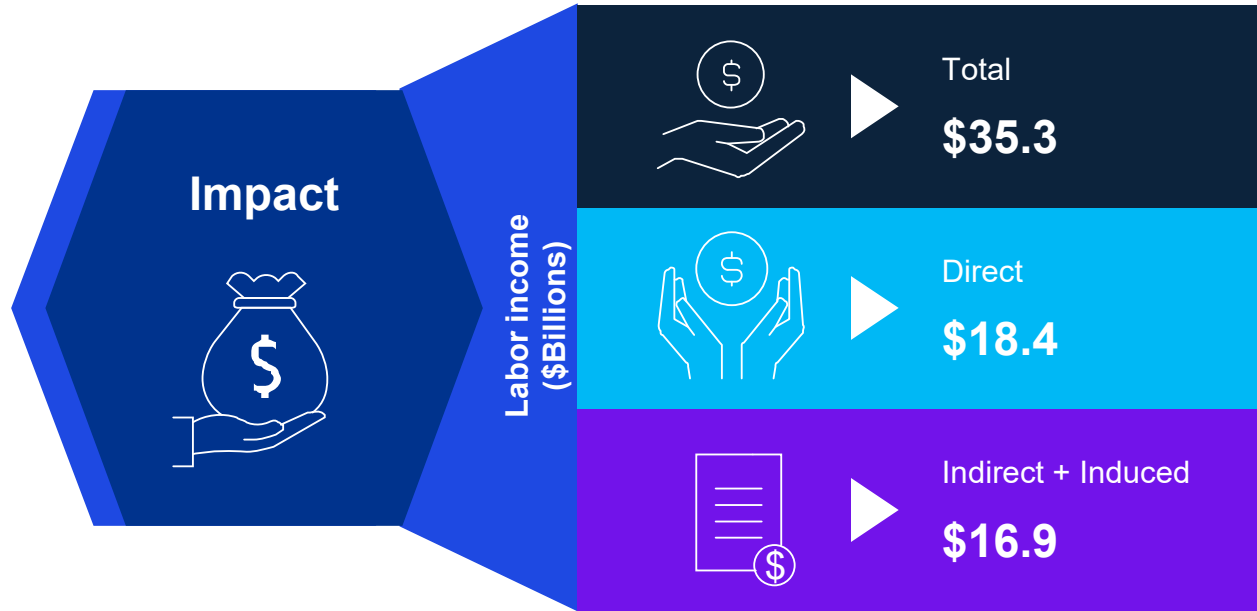 Impact
$
Labor income
($Billions)
$
Total
$35.3
$
Direct
$18.4
$
Indirect + Induced
$16.9